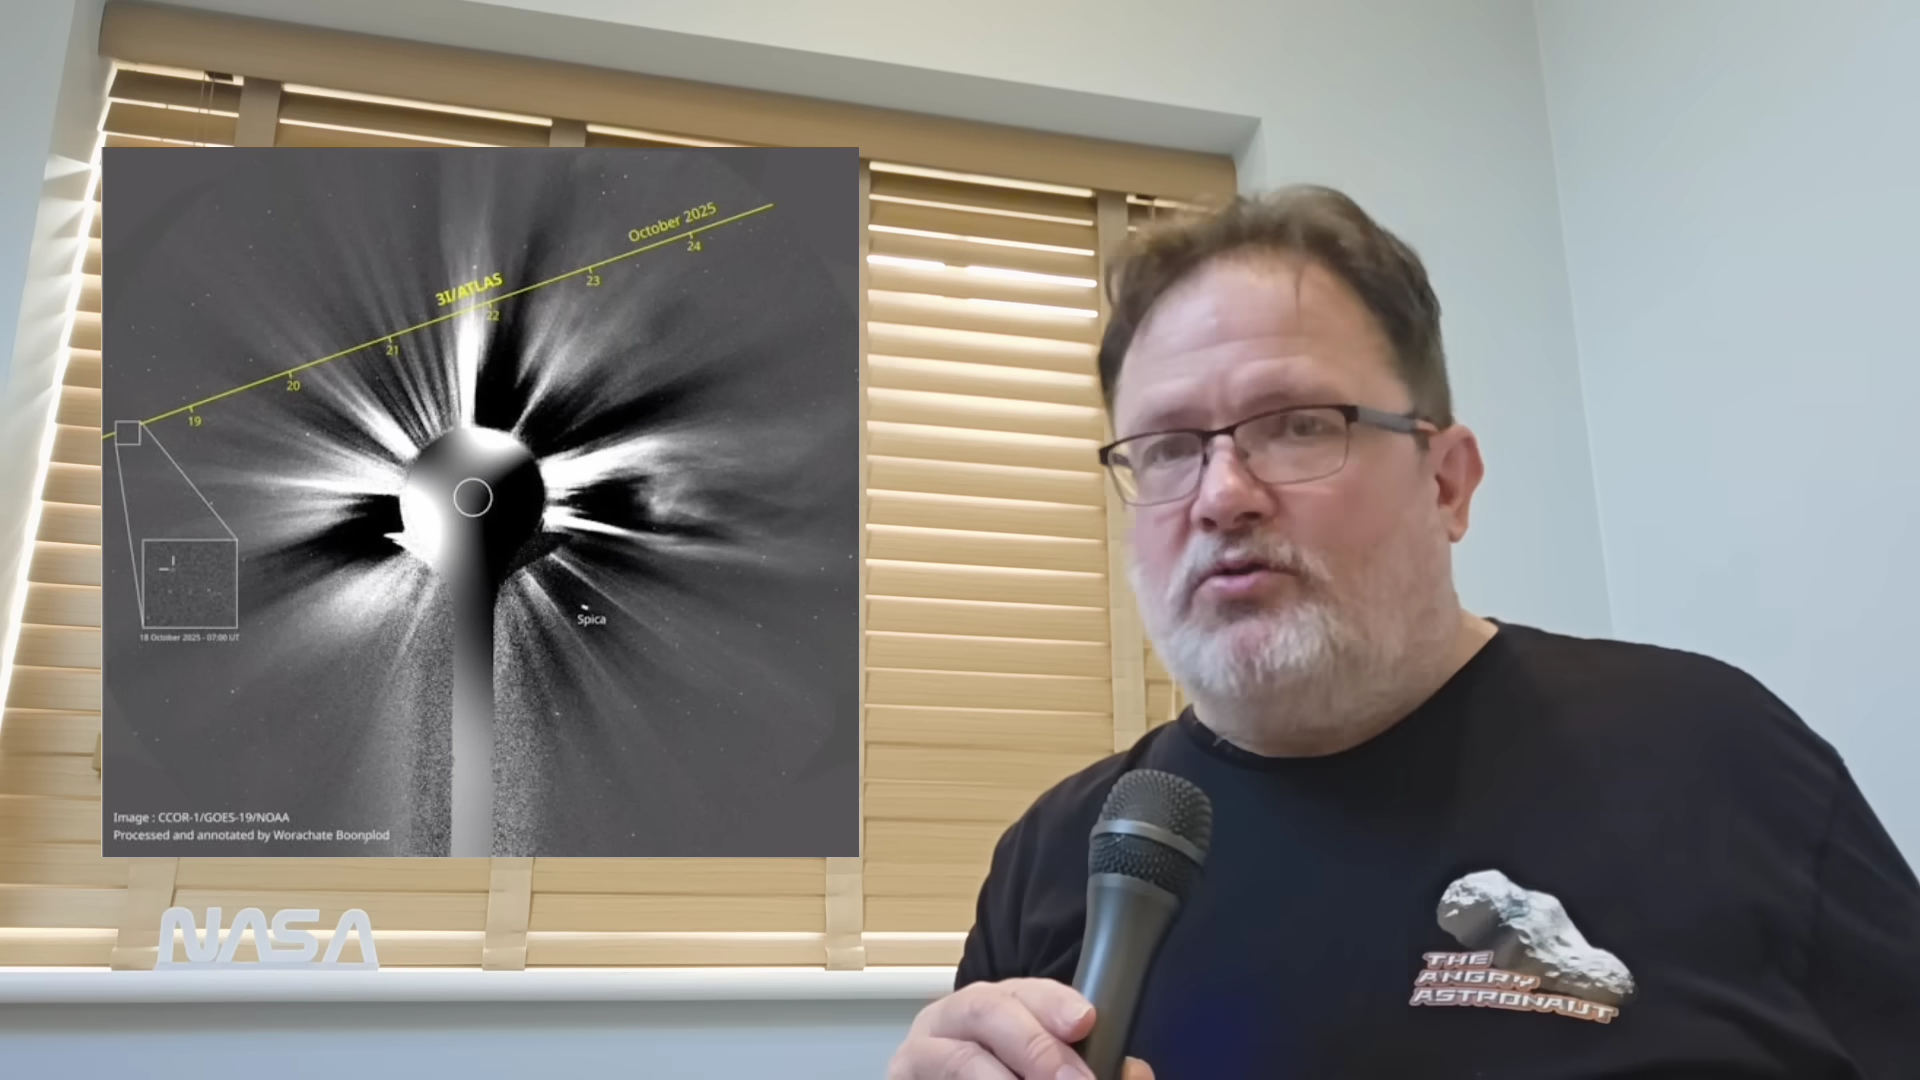 October 2025
24
23
3I/ATLAS
22
21
20
19
Spica
18 October 2025 - 07:00 UT
Image : CCOR-1/GOES-19/NOAA
Processed and annotated by Worachate Boonplod
NASA
THE
ANGRY
ASTRONAUT